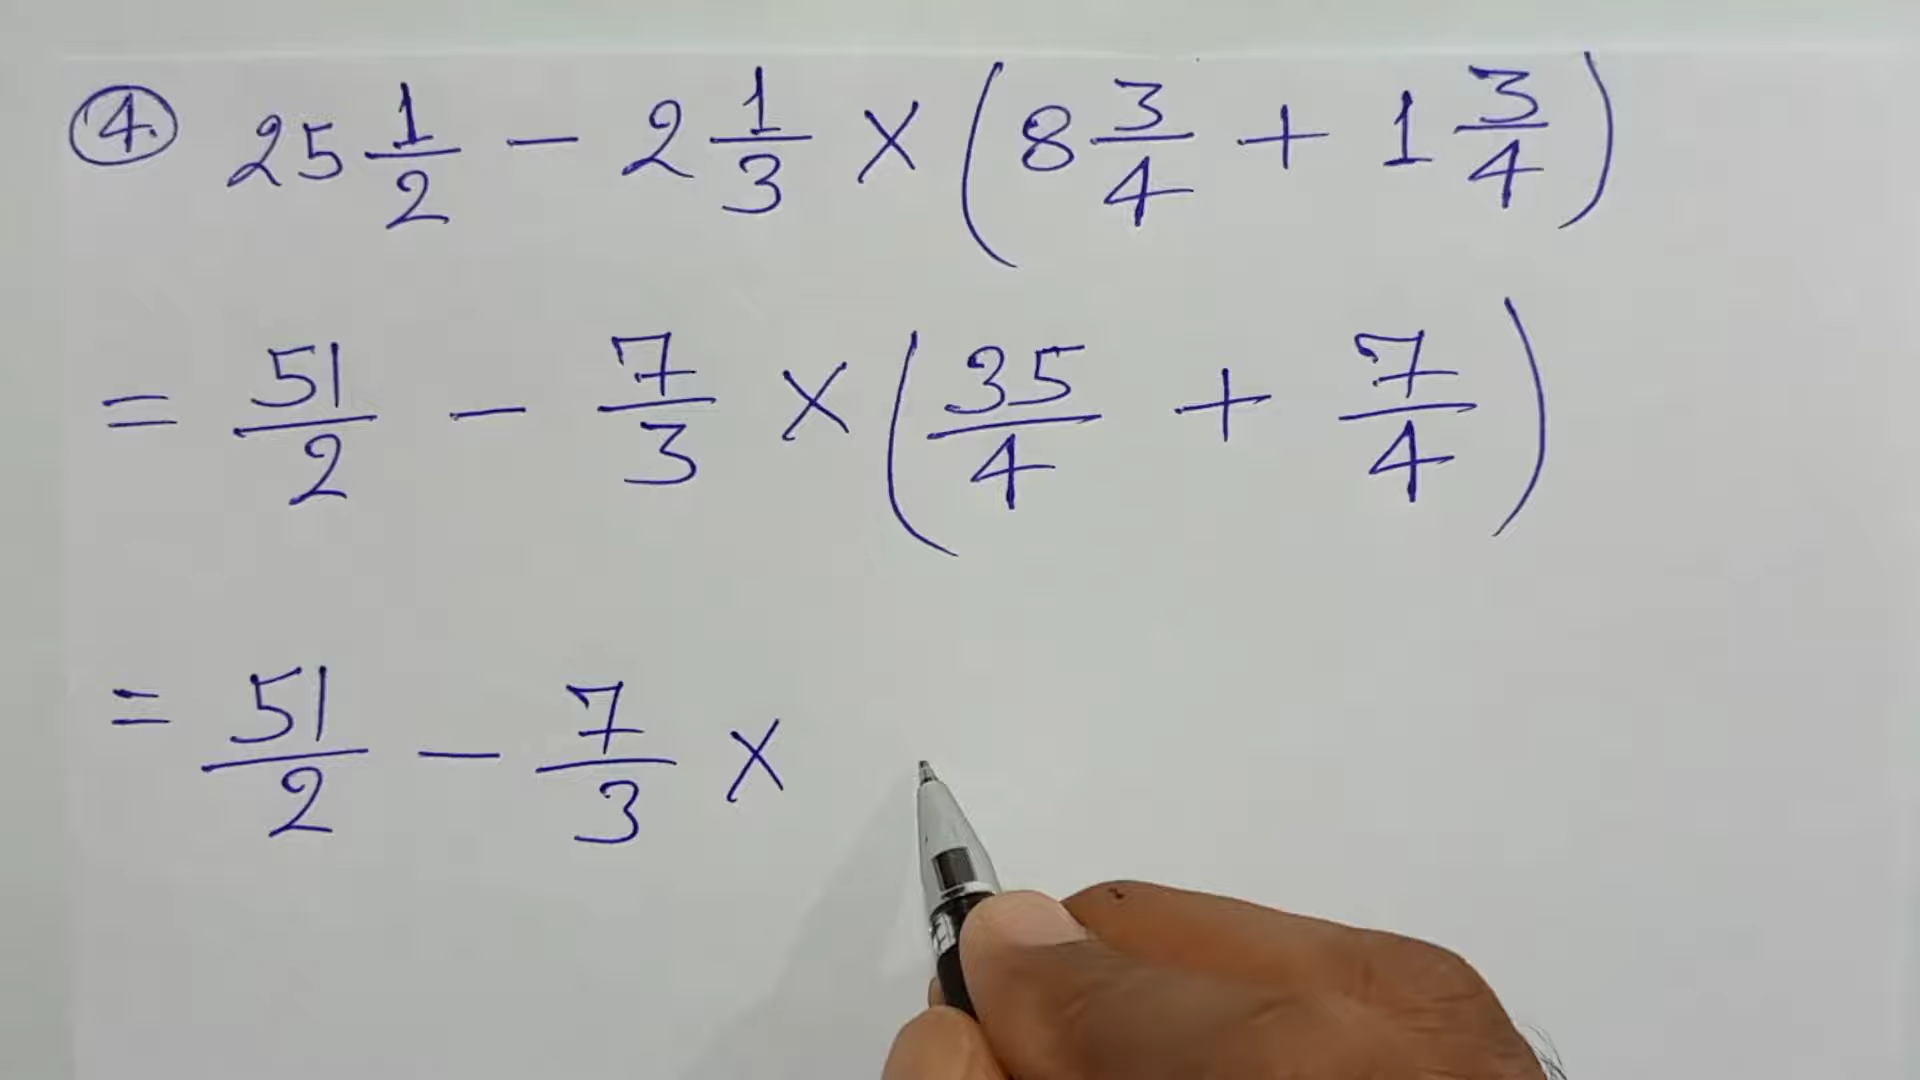 4. 25 1/2 - 2 1/3 × (8 3/4 + 1 3/4)
= 51/2 - 7/3 × (35/4 + 7/4)
= 51/2 - 7/3 ×